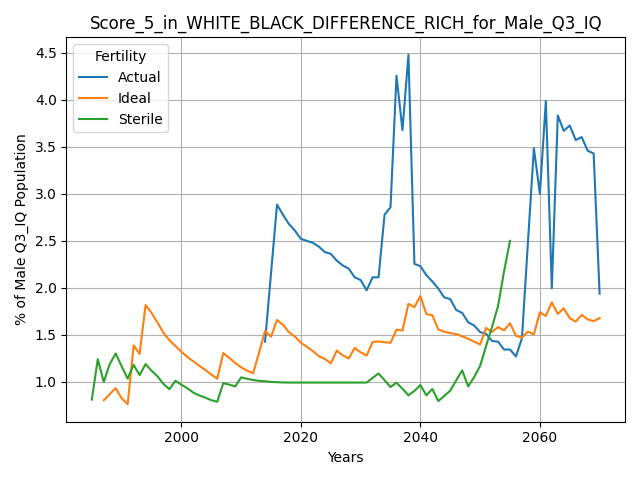 Score_5_in_WHITE_BLACK_DIFFERENCE_RICH_for_Male_Q3_IQ
Fertility
Actual
Ideal
Sterile
% of Male Q3_IQ Population
4.5
4.0
3.5
3.0
2.5
2.0
1.5
1.0
2000 2020 2040 2060
Years